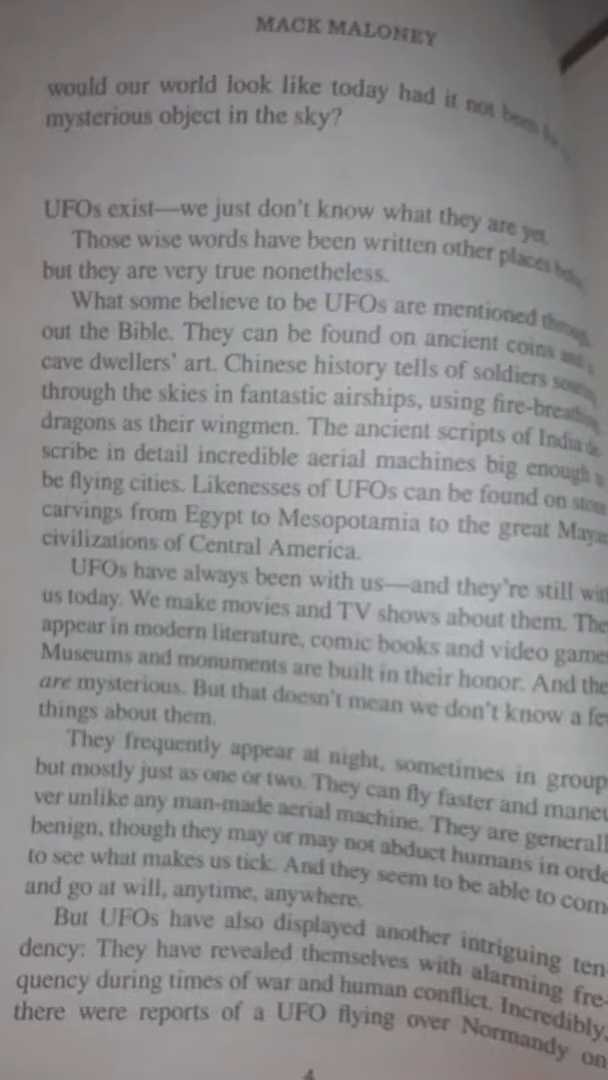 MACK MALONEY
would our world look like today had it not been for
mysterious object in the sky?
UFOs exist—we just don't know what they are yet.
Those wise words have been written other places
but they are very true nonetheless.
What some believe to be UFOs are mentioned through
out the Bible. They can be found on ancient coins and
cave dwellers' art. Chinese history tells of soldiers
through the skies in fantastic airships, using fire-breathing
dragons as their wingmen. The ancient scripts of India de
scribe in detail incredible aerial machines big enough
be flying cities. Likenesses of UFOs can be found on stone
carvings from Egypt to Mesopotamia to the great Mayan
civilizations of Central America.
UFOs have always been with us—and they're still with
us today. We make movies and TV shows about them. They
appear in modern literature, comic books and video games
Museums and monuments are built in their honor. And they
are mysterious. But that doesn't mean we don't know a few
things about them.
They frequently appear at night, sometimes in group
but mostly just as one or two. They can fly faster and maneu
ver unlike any man-made aerial machine. They are generall
benign, though they may or may not abduct humans in orde
to see what makes us tick. And they seem to be able to com
and go at will, anytime, anywhere.
But UFOs have also displayed another intriguing ten-
dency: They have revealed themselves with alarming fre-
quency during times of war and human conflict. Incredibly,
there were reports of a UFO flying over Normandy on
4